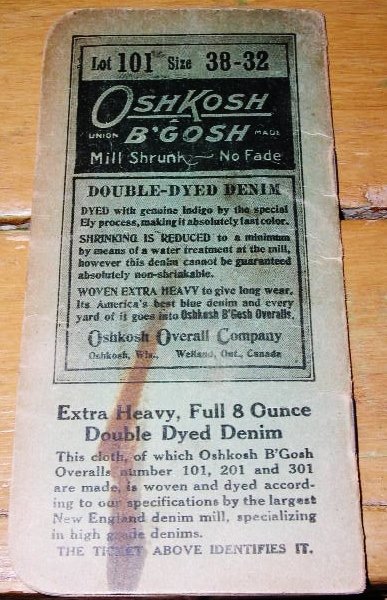 Lot 101 Size 38-32
OSHKOSH
UNION B'GOSH MADE
Mill Shrunk No Fade
DOUBLE-DYED DENIM
DYED with genuine Indigo by the special
Ely process, making it absolutely fast color.
SHRINKING IS REDUCED to a minimum
by means of a water treatment at the mill,
however this denim cannot be guaranteed
absolutely non-shrinkable.
WOVEN EXTRA HEAVY to give long wear.
Its America's best blue denim and every
yard of it goes into Oshkosh B'Gosh Overalls.
Oshkosh Overall Company
Oshkosh, Wis., Welland, Ont., Canada
Extra Heavy, Full 8 Ounce
Double Dyed Denim
This cloth, of which Oshkosh B'Gosh
Overalls number 101, 201 and 301
are made, is woven and dyed accord-
ing to our specifications by the largest
New England denim mill, specializing
in high grade denims.
THE TICKET ABOVE IDENTIFIES IT.